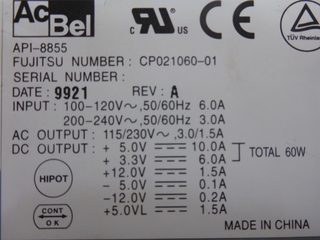 AcBel
c UL US
CE
TÜV Rheinland
API-8855
FUJITSU NUMBER : CP021060-01
SERIAL NUMBER:
DATE: 9921 REV: A
INPUT : 100-120V~ ,50/60Hz 6.0A
200-240V~ ,50/60Hz 3.0A
AC OUTPUT : 115/230V~ ,3.0/1.5A
DC OUTPUT : + 5.0V 10.0A
+ 3.3V 6.0A TOTAL 60W
+12.0V 1.5A
- 5.0V 0.1A
-12.0V 0.2A
+5.0VL 1.5A
HIPOT
CONT
OK
MADE IN CHINA